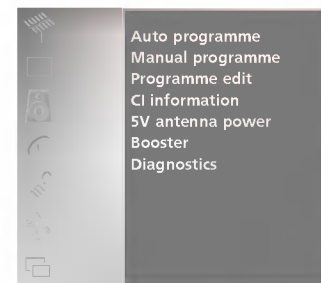 Auto programme
Manual programme
Programme edit
CI information
5V antenna power
Booster
Diagnostics